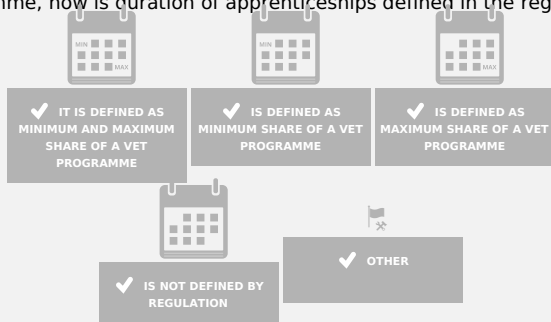 mme, how is duration of apprenticeships defined in the reg
MIN
MAX
MIN
MAX
IT IS DEFINED AS
MINIMUM AND MAXIMUM
SHARE OF A VET
PROGRAMME
IS DEFINED AS
MINIMUM SHARE OF A VET
PROGRAMME
IS DEFINED AS
MAXIMUM SHARE OF A VET
PROGRAMME
IS NOT DEFINED BY
REGULATION
OTHER